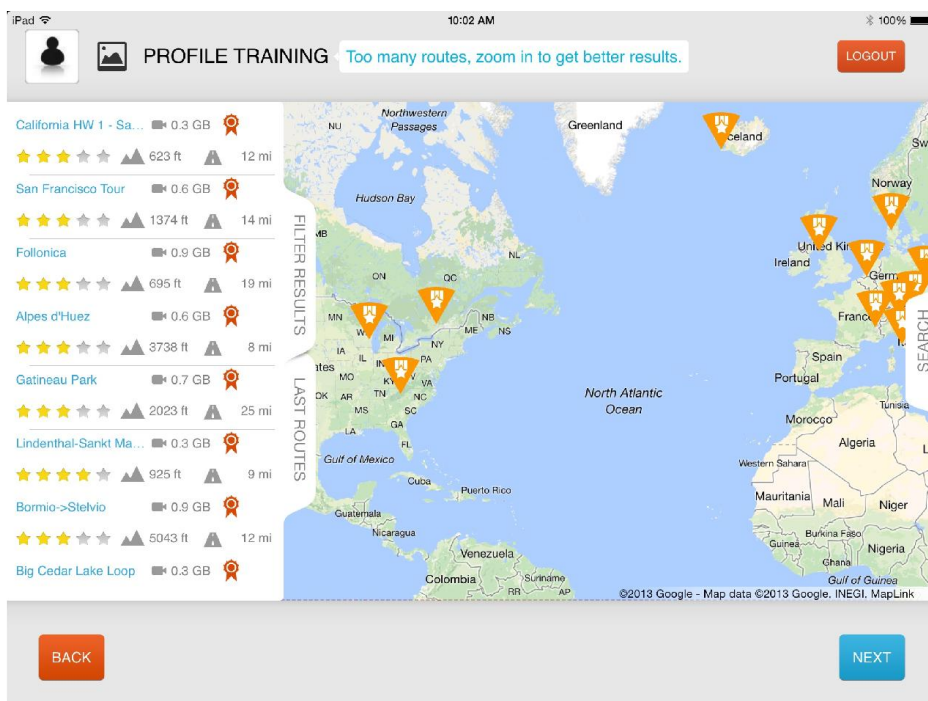 iPad
10:02 AM
100%
PROFILE TRAINING
Too many routes, zoom in to get better results.
LOGOUT
California HW 1 - Sa... 0.3 GB
623 ft 12 mi
San Francisco Tour 0.6 GB
1374 ft 14 mi
Follonica 0.9 GB
695 ft 19 mi
Alpes d'Huez 0.6 GB
3738 ft 8 mi
Gatineau Park 0.7 GB
2023 ft 25 mi
Lindenthal-Sankt Ma... 0.3 GB
925 ft 9 mi
Bormio->Stelvio 0.9 GB
5043 ft 12 mi
Big Cedar Lake Loop 0.3 GB
FILTER RESULTS
LAST ROUTES
SEARCH
Northwestern
Passages
NU
Greenland
Iceland
Sw
Norway
Hudson Bay
MB
NL
United Kin
Ireland
Germ
ON
QC
MN
NB
ME
NS
MI
NY
France
IA
IL
PA
ates
MO
KY
VA
Spain
Portugal
OK
AR
TN
NC
MS
SC
North Atlantic
Ocean
GA
LA
FL
Tunisia
Morocco
Algeria
Gulf of Mexico
Western Sahara
Cuba
Puerto Rico
Mauritania
Mali
Niger
Guatemala
Nicaragua
Burkina Faso
Guinea
Nigeria
Ghana
Venezuela
Colombia
Suriname
Gulf of Guinea
RR
AP
©2013 Google - Map data ©2013 Google, INEGI, MapLink
BACK
NEXT